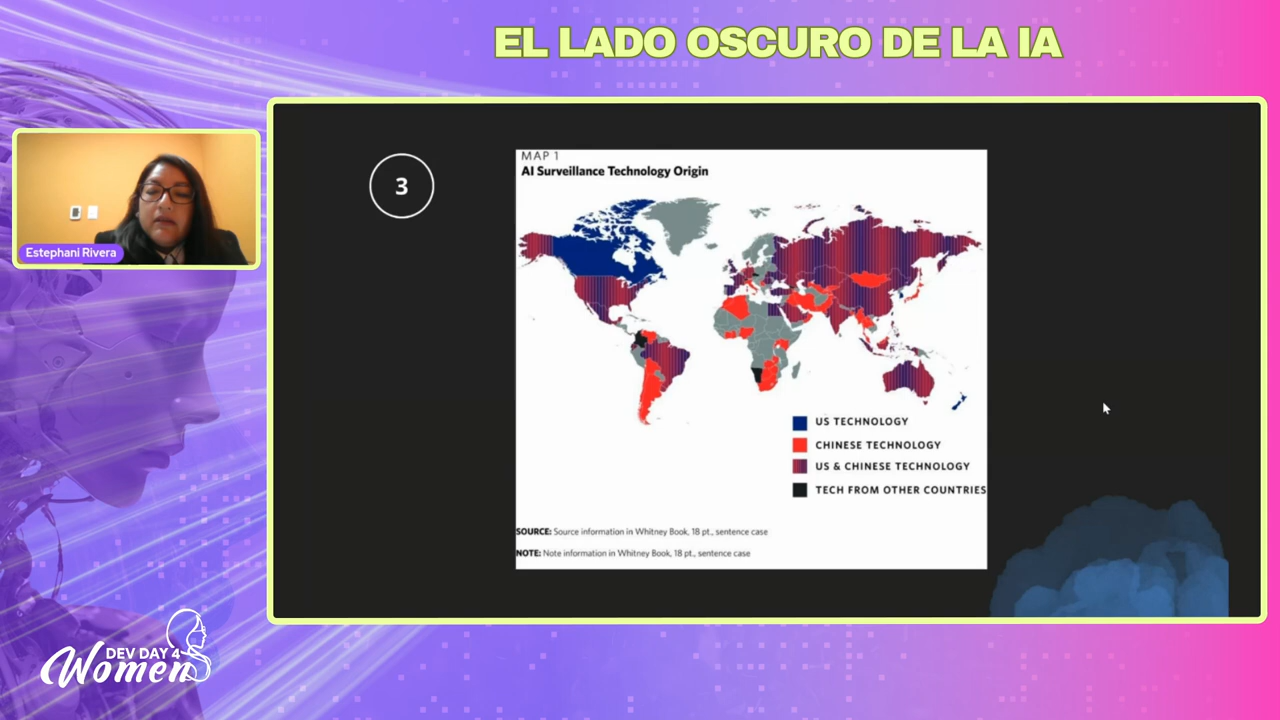 EL LADO OSCURO DE LA IA
Estephani Rivera
3
MAP 1
AI Surveillance Technology Origin
US TECHNOLOGY
CHINESE TECHNOLOGY
US & CHINESE TECHNOLOGY
TECH FROM OTHER COUNTRIES
SOURCE: Source information in Whitney Book, 18 pt., sentence case
NOTE: Note information in Whitney Book, 18 pt., sentence case
DEV DAY 4
Women